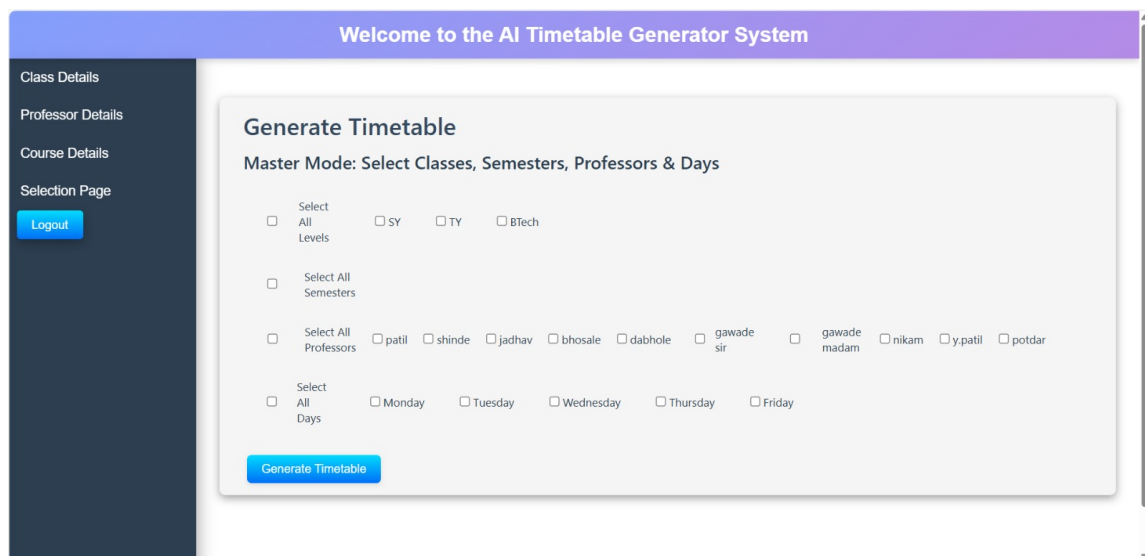 Welcome to the AI Timetable Generator System
Class Details
Professor Details
Course Details
Selection Page
Logout
Generate Timetable
Master Mode: Select Classes, Semesters, Professors & Days
Select
All
Levels
SY TY BTech
Select All
Semesters
Select All
Professors
patil shinde jadhav bhosale dabhole
gawade
sir
gawade
madam
nikam y.patil potdar
Select
All
Days
Monday Tuesday Wednesday Thursday Friday
Generate Timetable